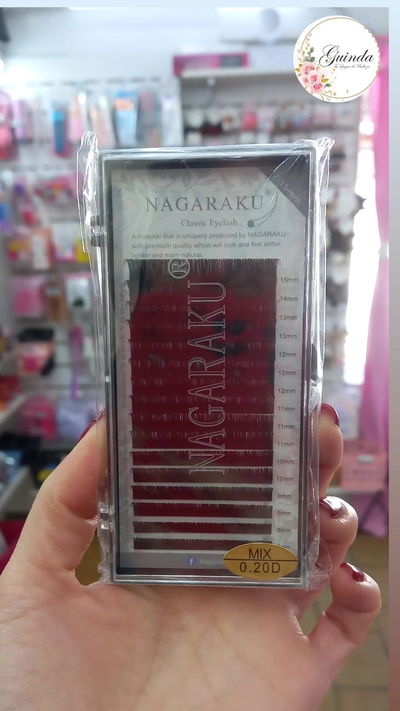 Guinda
NAGARAKU
Classic Eyelash
A material that is uniquely produced by NAGARAKU
with premium quality which will look and feel softer,
lighter and more natural.
NAGARAKU®
15mm
14mm
13mm
13mm
12mm
12mm
12mm
11mm
11mm
11mm
10mm
10mm
9mm
9mm
8mm
MIX
0.20D